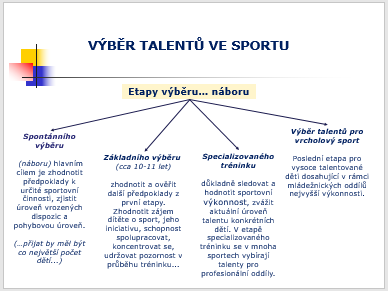 VÝBĚR TALENTŮ VE SPORTU
Etapy výběru… náboru
Spontánního
výběru
(náboru) hlavním
cílem je zhodnotit
předpoklady k
určité sportovní
činnosti, zjistit
úroveň vrozených
dispozic a
pohybovou úroveň.
(…přijat by měl být
co největší počet
dětí...)
Základního výběru
(cca 10-11 let)
zhodnotit a ověřit
další předpoklady z
první etapy.
Zhodnotit zájem
dítěte o sport, jeho
iniciativu, schopnost
spolupracovat,
koncentrovat se,
udržovat pozornost v
průběhu tréninku…
Specializovaného
tréninku
důkladně sledovat a
hodnotit sportovní
výkonnost, zvážit
aktuální úroveň
talentu konkrétních
dětí. V etapě
specializovaného
tréninku se v mnoha
sportech vybírají
talenty pro
profesionální oddíly.
Výběr talentů pro
vrcholový sport
Poslední etapa pro
vysoce talentované
děti dosahující v rámci
mládežnických oddílů
nejvyšší výkonnosti.